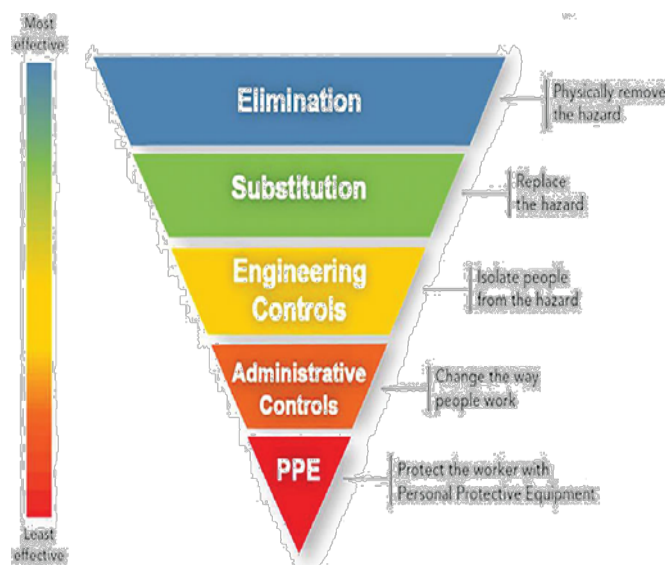 Most
effective
Elimination
Physically remove
the hazard
Substitution
Replace
the hazard
Engineering
Controls
Isolate people
from the hazard
Administrative
Controls
Change the way
people work
PPE
Protect the worker with
Personal Protective Equipment
Least
effective